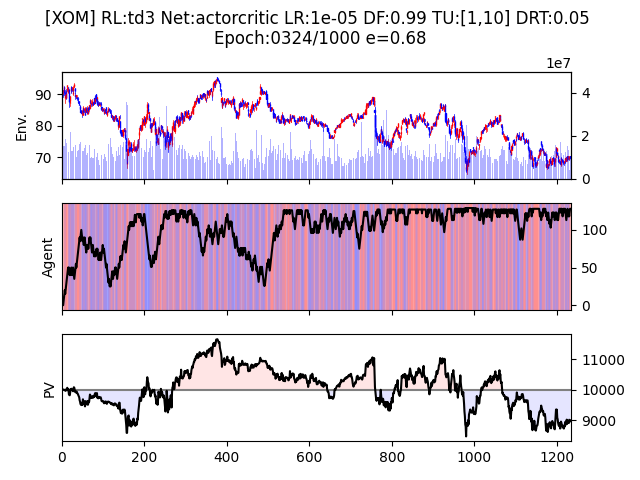 [XOM] RL:td3 Net:actorcritic LR:1e-05 DF:0.99 TU:[1,10] DRT:0.05
Epoch:0324/1000 e=0.68
1e7
Env.
90
80
70
4
2
0
Agent
100
50
0
PV
11000
10000
9000
0 200 400 600 800 1000 1200